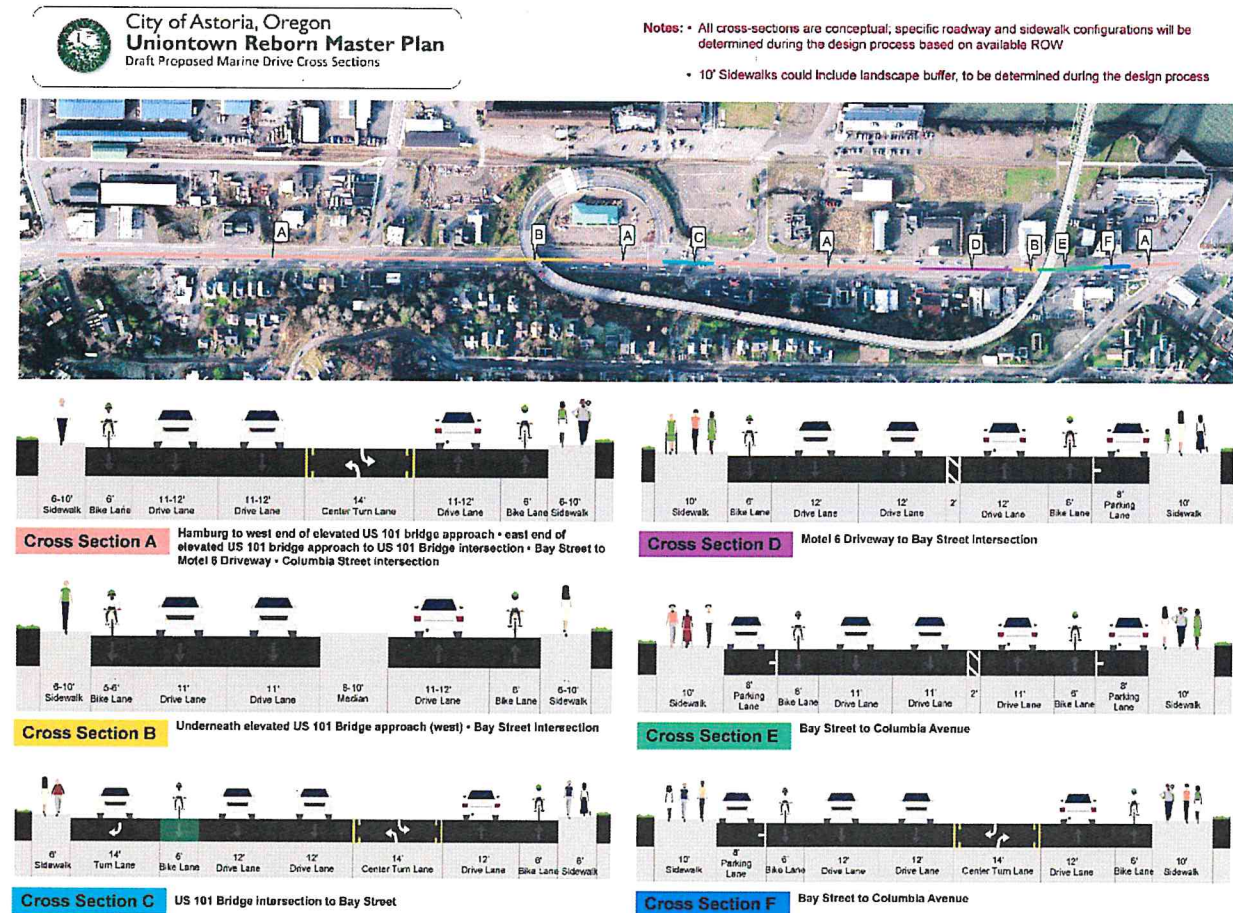 City of Astoria, Oregon
Uniontown Reborn Master Plan
Draft Proposed Marine Drive Cross Sections
Notes: • All cross-sections are conceptual; specific roadway and sidewalk configurations will be
determined during the design process based on available ROW
• 10' Sidewalks could include landscape buffer, to be determined during the design process
A
B
A
C
A
D
B
E
F
A
6-10' 6' 11-12' 11-12' 14' 11-12' 6' 6-10'
Sidewalk Bike Lane Drive Lane Drive Lane Center Turn Lane Drive Lane Bike Lane Sidewalk
Cross Section A
Hamburg to west end of elevated US 101 bridge approach • east end of
elevated US 101 bridge approach to US 101 Bridge intersection • Bay Street to
Motel 6 Driveway • Columbia Street intersection
6-10' 5-6' 11' 11' 8-10' 11-12' 6' 6-10'
Sidewalk Bike Lane Drive Lane Drive Lane Median Drive Lane Bike Lane Sidewalk
Cross Section B
Underneath elevated US 101 Bridge approach (west) • Bay Street Intersection
6' 14' 6' 12' 12' 14' 12' 6' 6'
Sidewalk Turn Lane Bike Lane Drive Lane Drive Lane Center Turn Lane Drive Lane Bike Lane Sidewalk
Cross Section C
US 101 Bridge intersection to Bay Street
10' 6' 12' 12' 2' 12' 6' 8' 10'
Sidewalk Bike Lane Drive Lane Drive Lane Drive Lane Bike Lane Parking Lane Sidewalk
Cross Section D
Motel 6 Driveway to Bay Street Intersection
10' 8' 6' 11' 11' 2' 11' 6' 8' 10'
Sidewalk Parking Lane Bike Lane Drive Lane Drive Lane Drive Lane Bike Lane Parking Lane Sidewalk
Cross Section E
Bay Street to Columbia Avenue
10' 8' 6' 12' 12' 14' 12' 6' 10'
Sidewalk Parking Lane Bike Lane Drive Lane Drive Lane Center Turn Lane Drive Lane Bike Lane Sidewalk
Cross Section F
Bay Street to Columbia Avenue